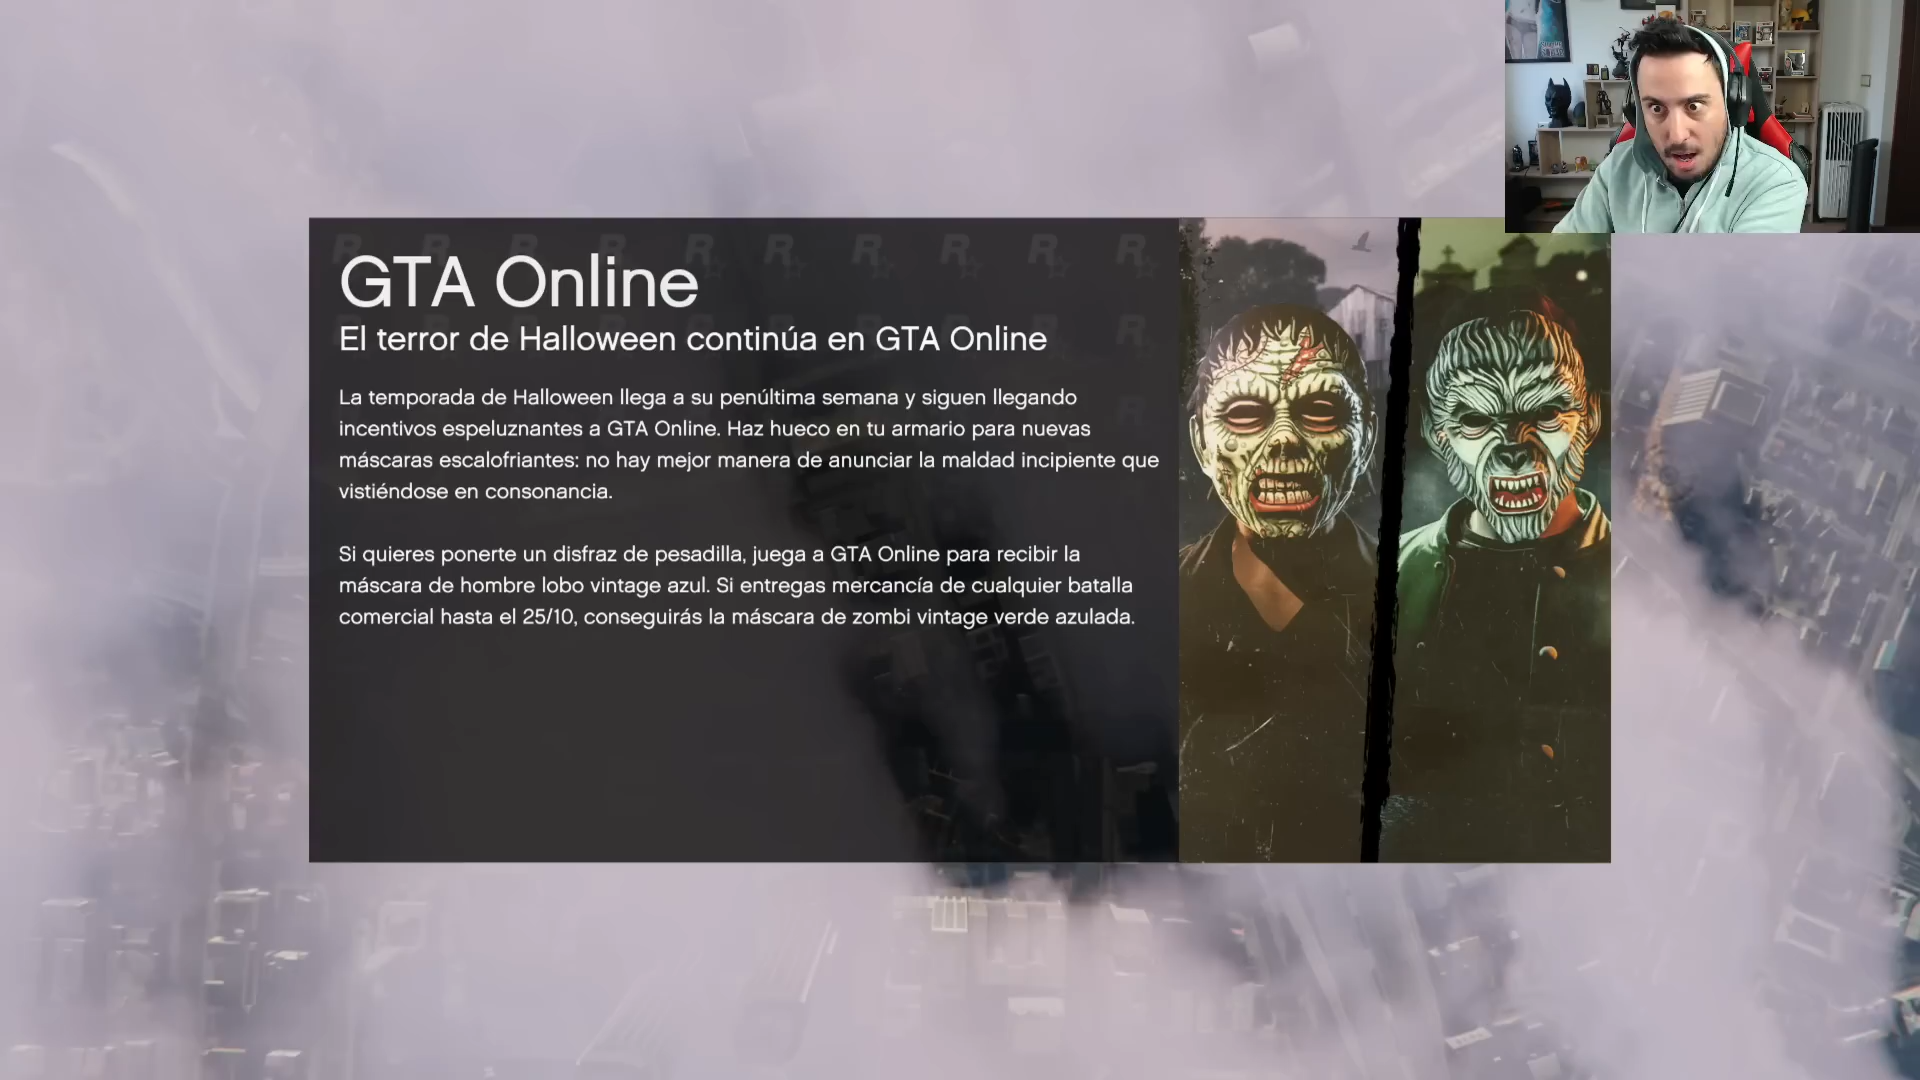 GTA Online
El terror de Halloween continúa en GTA Online
La temporada de Halloween llega a su penúltima semana y siguen llegando
incentivos espeluznantes a GTA Online. Haz hueco en tu armario para nuevas
máscaras escalofriantes: no hay mejor manera de anunciar la maldad incipiente que
vistiéndose en consonancia.
Si quieres ponerte un disfraz de pesadilla, juega a GTA Online para recibir la
máscara de hombre lobo vintage azul. Si entregas mercancía de cualquier batalla
comercial hasta el 25/10, conseguirás la máscara de zombi vintage verde azulada.